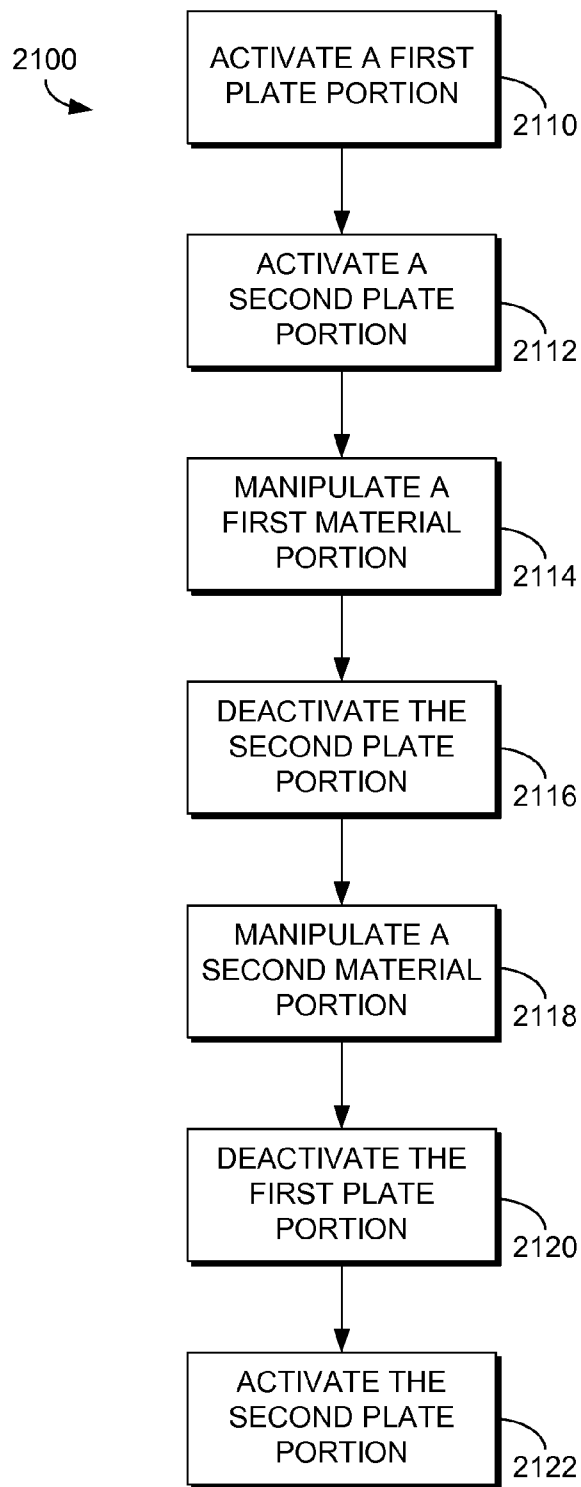 2100
ACTIVATE A FIRST
PLATE PORTION
2110
ACTIVATE A
SECOND PLATE
PORTION
2112
MANIPULATE A
FIRST MATERIAL
PORTION
2114
DEACTIVATE THE
SECOND PLATE
PORTION
2116
MANIPULATE A
SECOND MATERIAL
PORTION
2118
DEACTIVATE THE
FIRST PLATE
PORTION
2120
ACTIVATE THE
SECOND PLATE
PORTION
2122